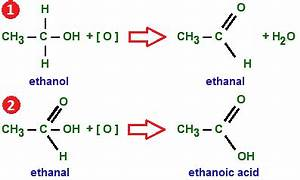 1 H O
CH₃ - C - OH + [O] CH₃ - C + H₂O
H H
ethanol ethanal
2 O O
CH₃ - C - OH + [O] CH₃ - C
H OH
ethanal ethanoic acid